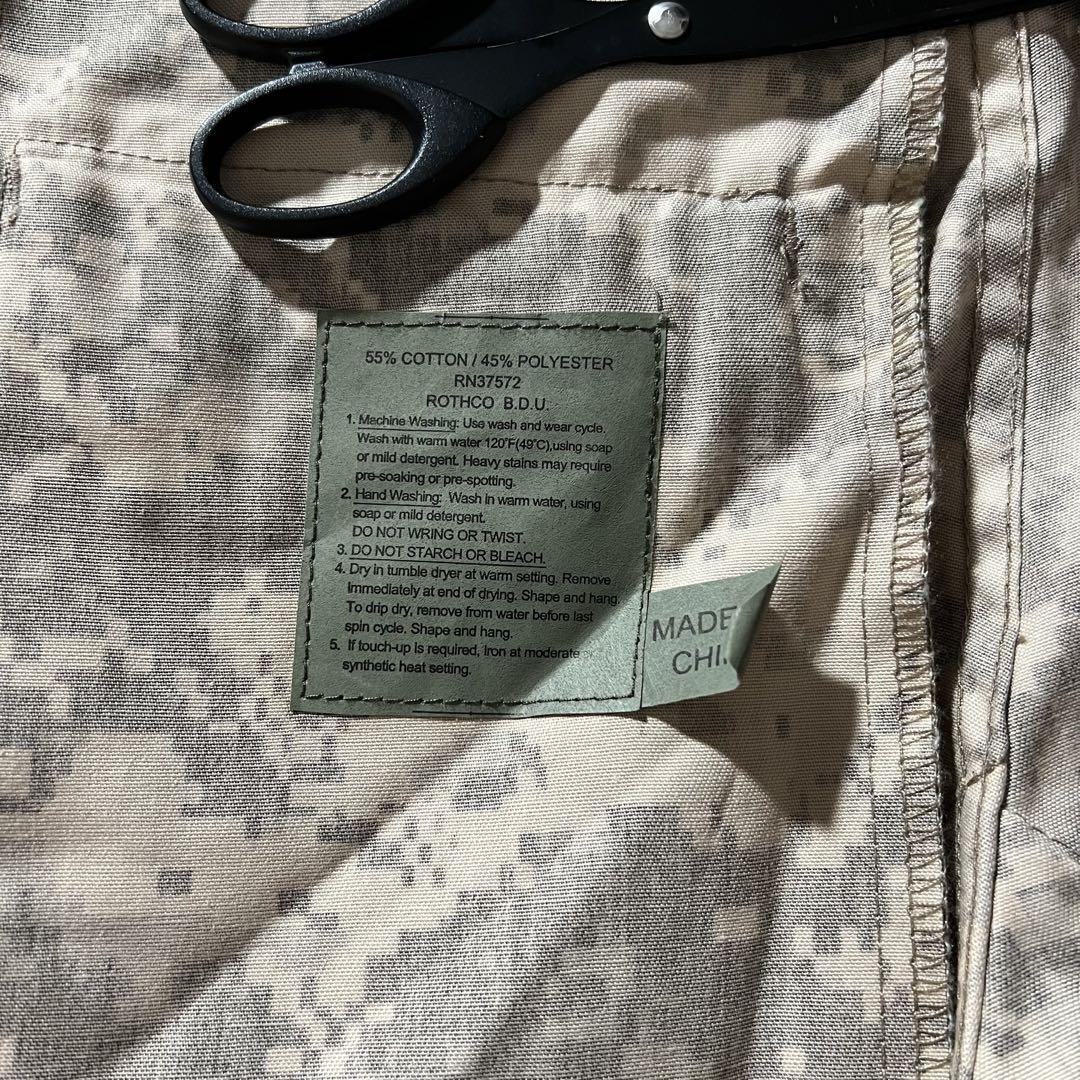 55% COTTON / 45% POLYESTER
RN37572
ROTHCO B.D.U.
1. Machine Washing: Use wash and wear cycle.
Wash with warm water 120°F(49°C),using soap
or mild detergent. Heavy stains may require
pre-soaking or pre-spotting.
2. Hand Washing: Wash in warm water, using
soap or mild detergent.
DO NOT WRING OR TWIST.
3. DO NOT STARCH OR BLEACH.
4. Dry in tumble dryer at warm setting. Remove
Immediately at end of drying. Shape and hang
To drip dry, remove from water before last
spin cycle. Shape and hang.
5. If touch-up is required, iron at moderate or
synthetic heat setting.
MADE
CHI